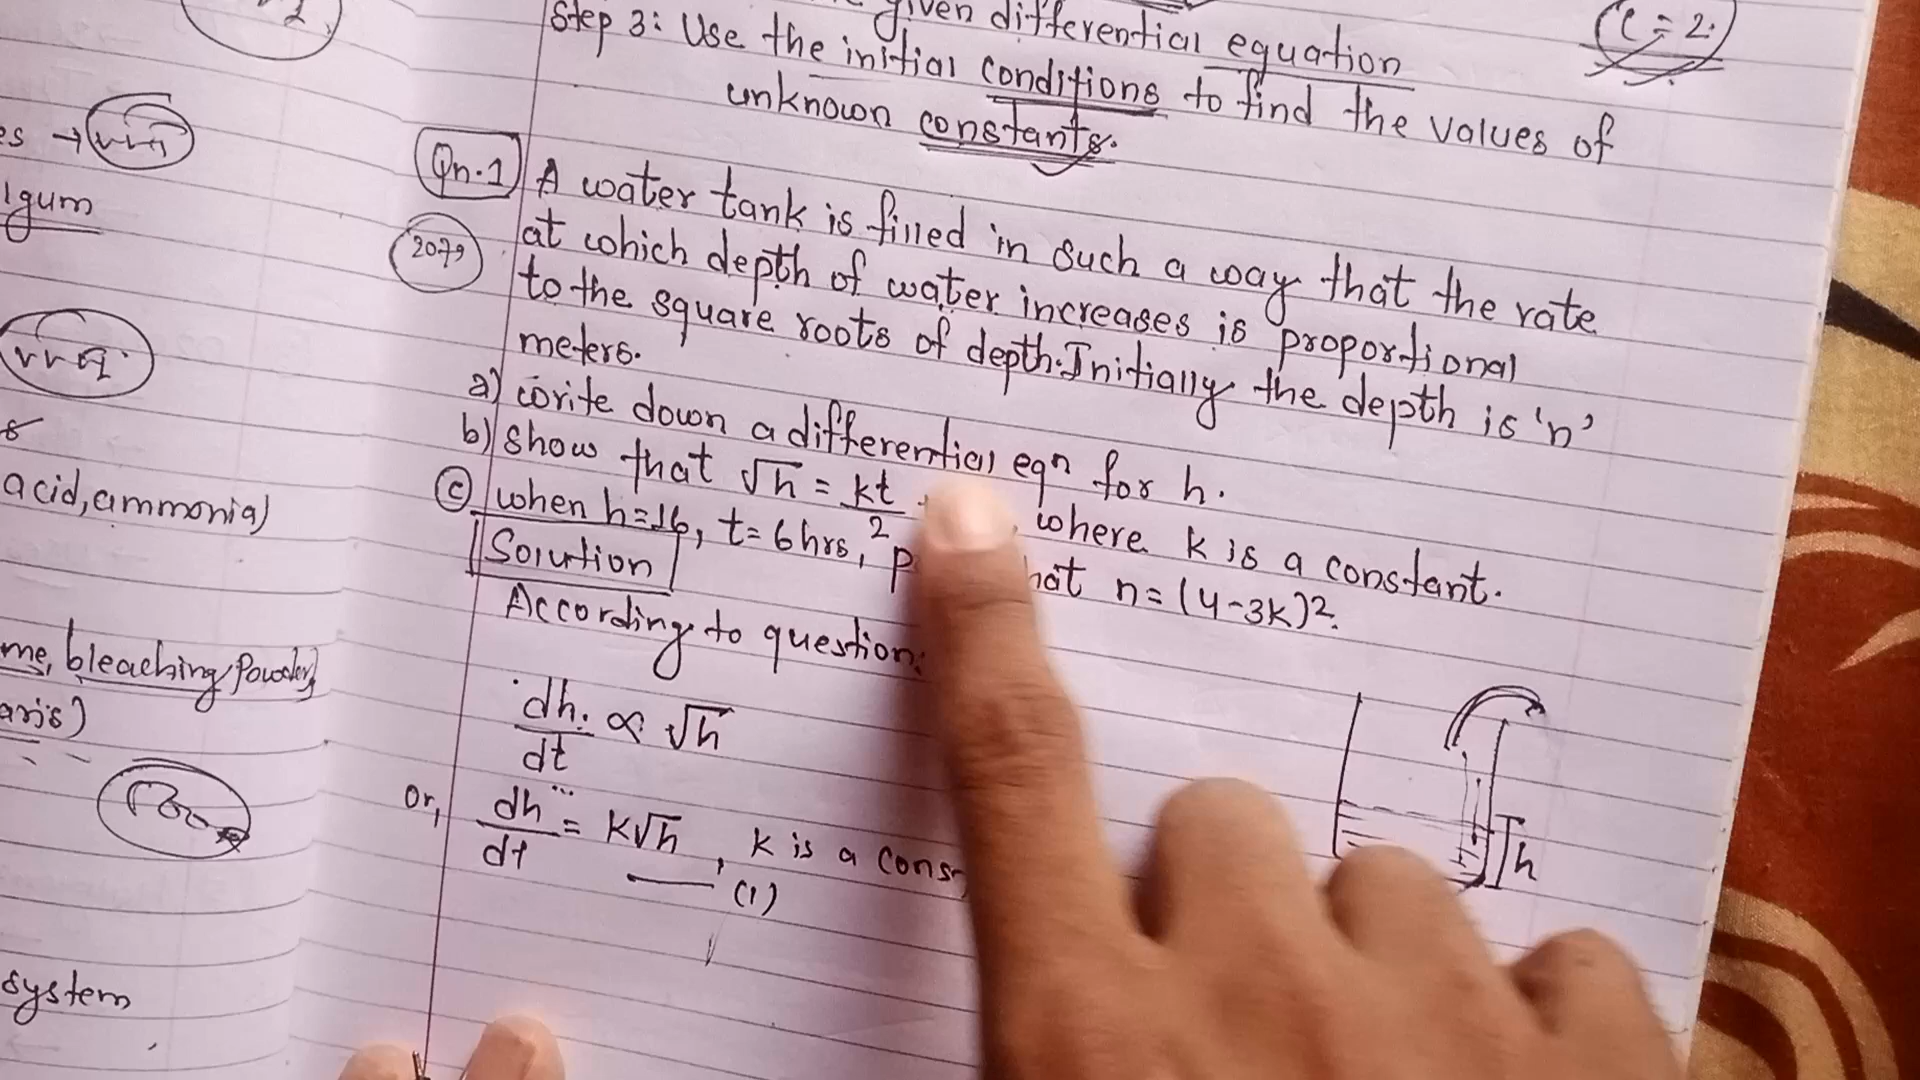 given differential equation
Step 3: Use the initial conditions to find the values of
unknown constants.
c = 2.
es →
lgum
acid, ammonia)
me, bleaching Powder)
aris)
system
Qn.1 A water tank is filled in such a way that the rate
2079 at which depth of water increases is proportional
to the square roots of depth. Initially the depth is 'n'
meters.
a) write down a differential eqn for h.
b) Show that √h = kt/2 , where k is a constant.
c) when h=16, t=6hrs, n=(4-3k)².
Solution
According to question:
dh/dt ∝ √h
or, dh/dt = k√h , k is a cons
(1)
h